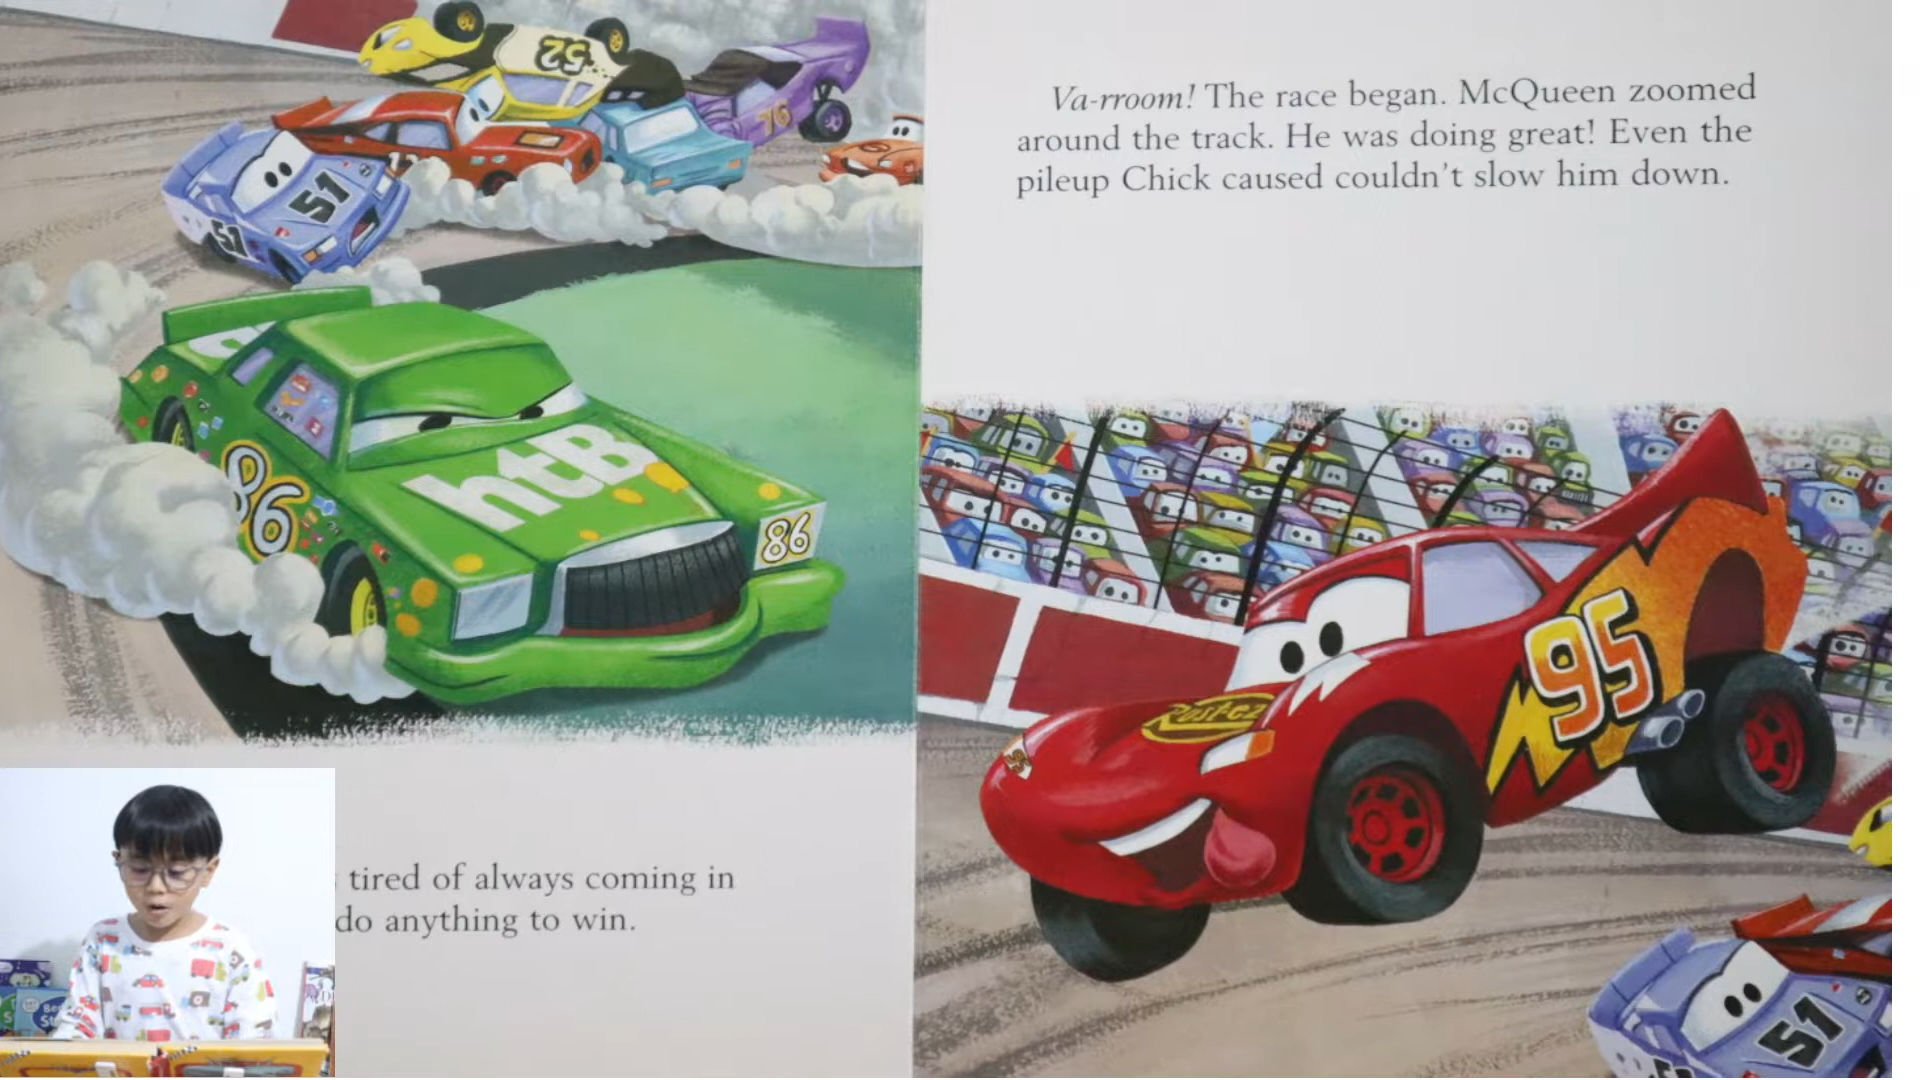 52
76
51
51
86
htB
86
tired of always coming in
do anything to win.
Va-rroom! The race began. McQueen zoomed
around the track. He was doing great! Even the
pileup Chick caused couldn't slow him down.
Rust-eze
95
95
51